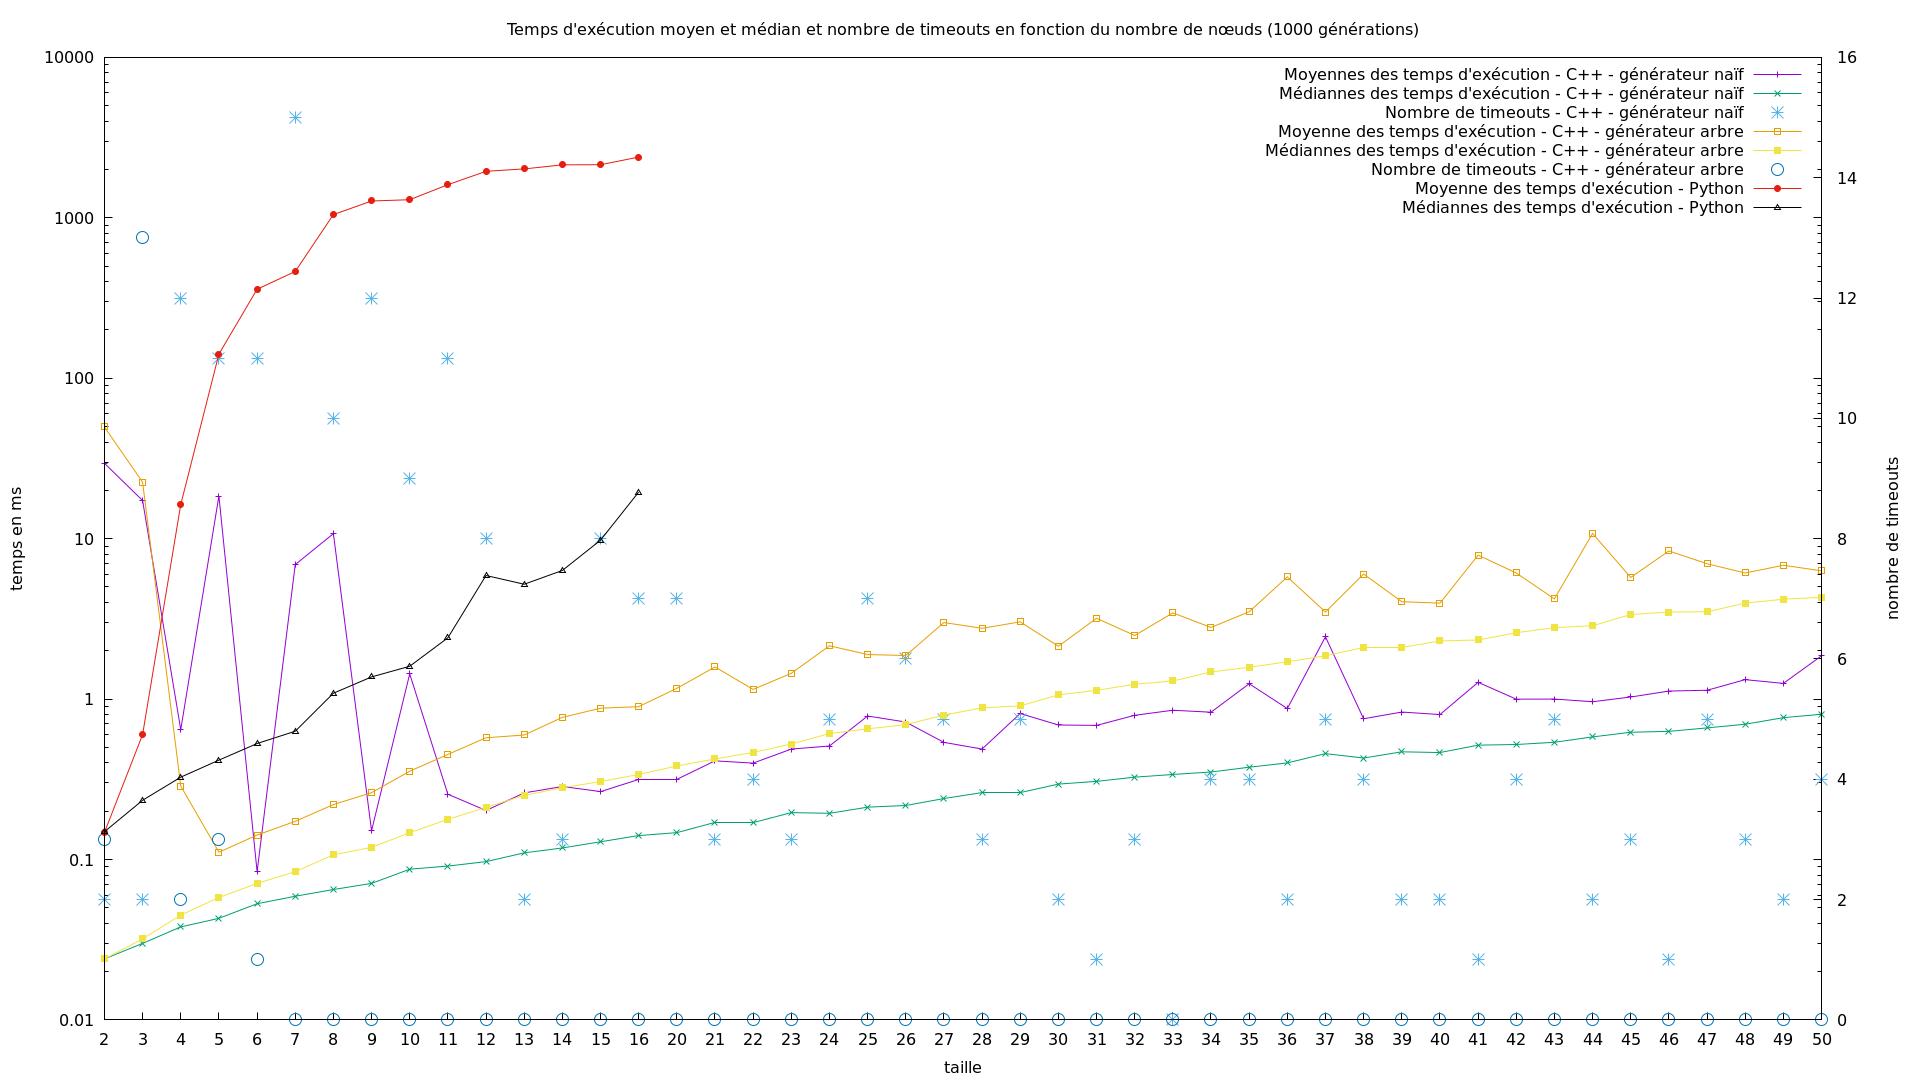 Temps d'exécution moyen et médian et nombre de timeouts en fonction du nombre de nœuds (1000 générations)
Moyennes des temps d'exécution - C++ - générateur naïf
Médiannes des temps d'exécution - C++ - générateur naïf
Nombre de timeouts - C++ - générateur naïf
Moyenne des temps d'exécution - C++ - générateur arbre
Médiannes des temps d'exécution - C++ - générateur arbre
Nombre de timeouts - C++ - générateur arbre
Moyenne des temps d'exécution - Python
Médiannes des temps d'exécution - Python
temps en ms
10000
1000
100
10
1
0.1
0.01
16
14
12
10
8
6
4
2
0
nombre de timeouts
2 3 4 5 6 7 8 9 10 11 12 13 14 15 16 20 21 22 23 24 25 26 27 28 29 30 31 32 33 34 35 36 37 38 39 40 41 42 43 44 45 46 47 48 49 50
taille